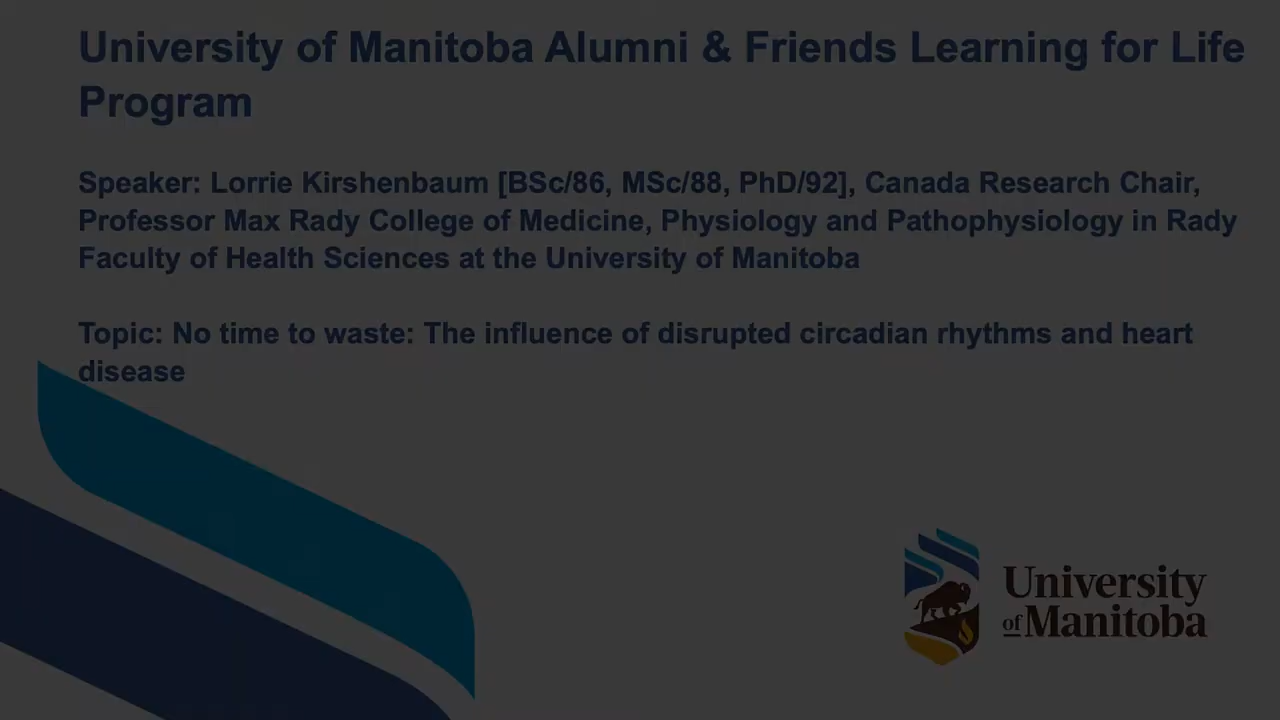 University of Manitoba Alumni & Friends Learning for Life
Program
Speaker: Lorrie Kirshenbaum [BSc/86, MSc/88, PhD/92], Canada Research Chair,
Professor Max Rady College of Medicine, Physiology and Pathophysiology in Rady
Faculty of Health Sciences at the University of Manitoba
Topic: No time to waste: The influence of disrupted circadian rhythms and heart
disease
University
of Manitoba